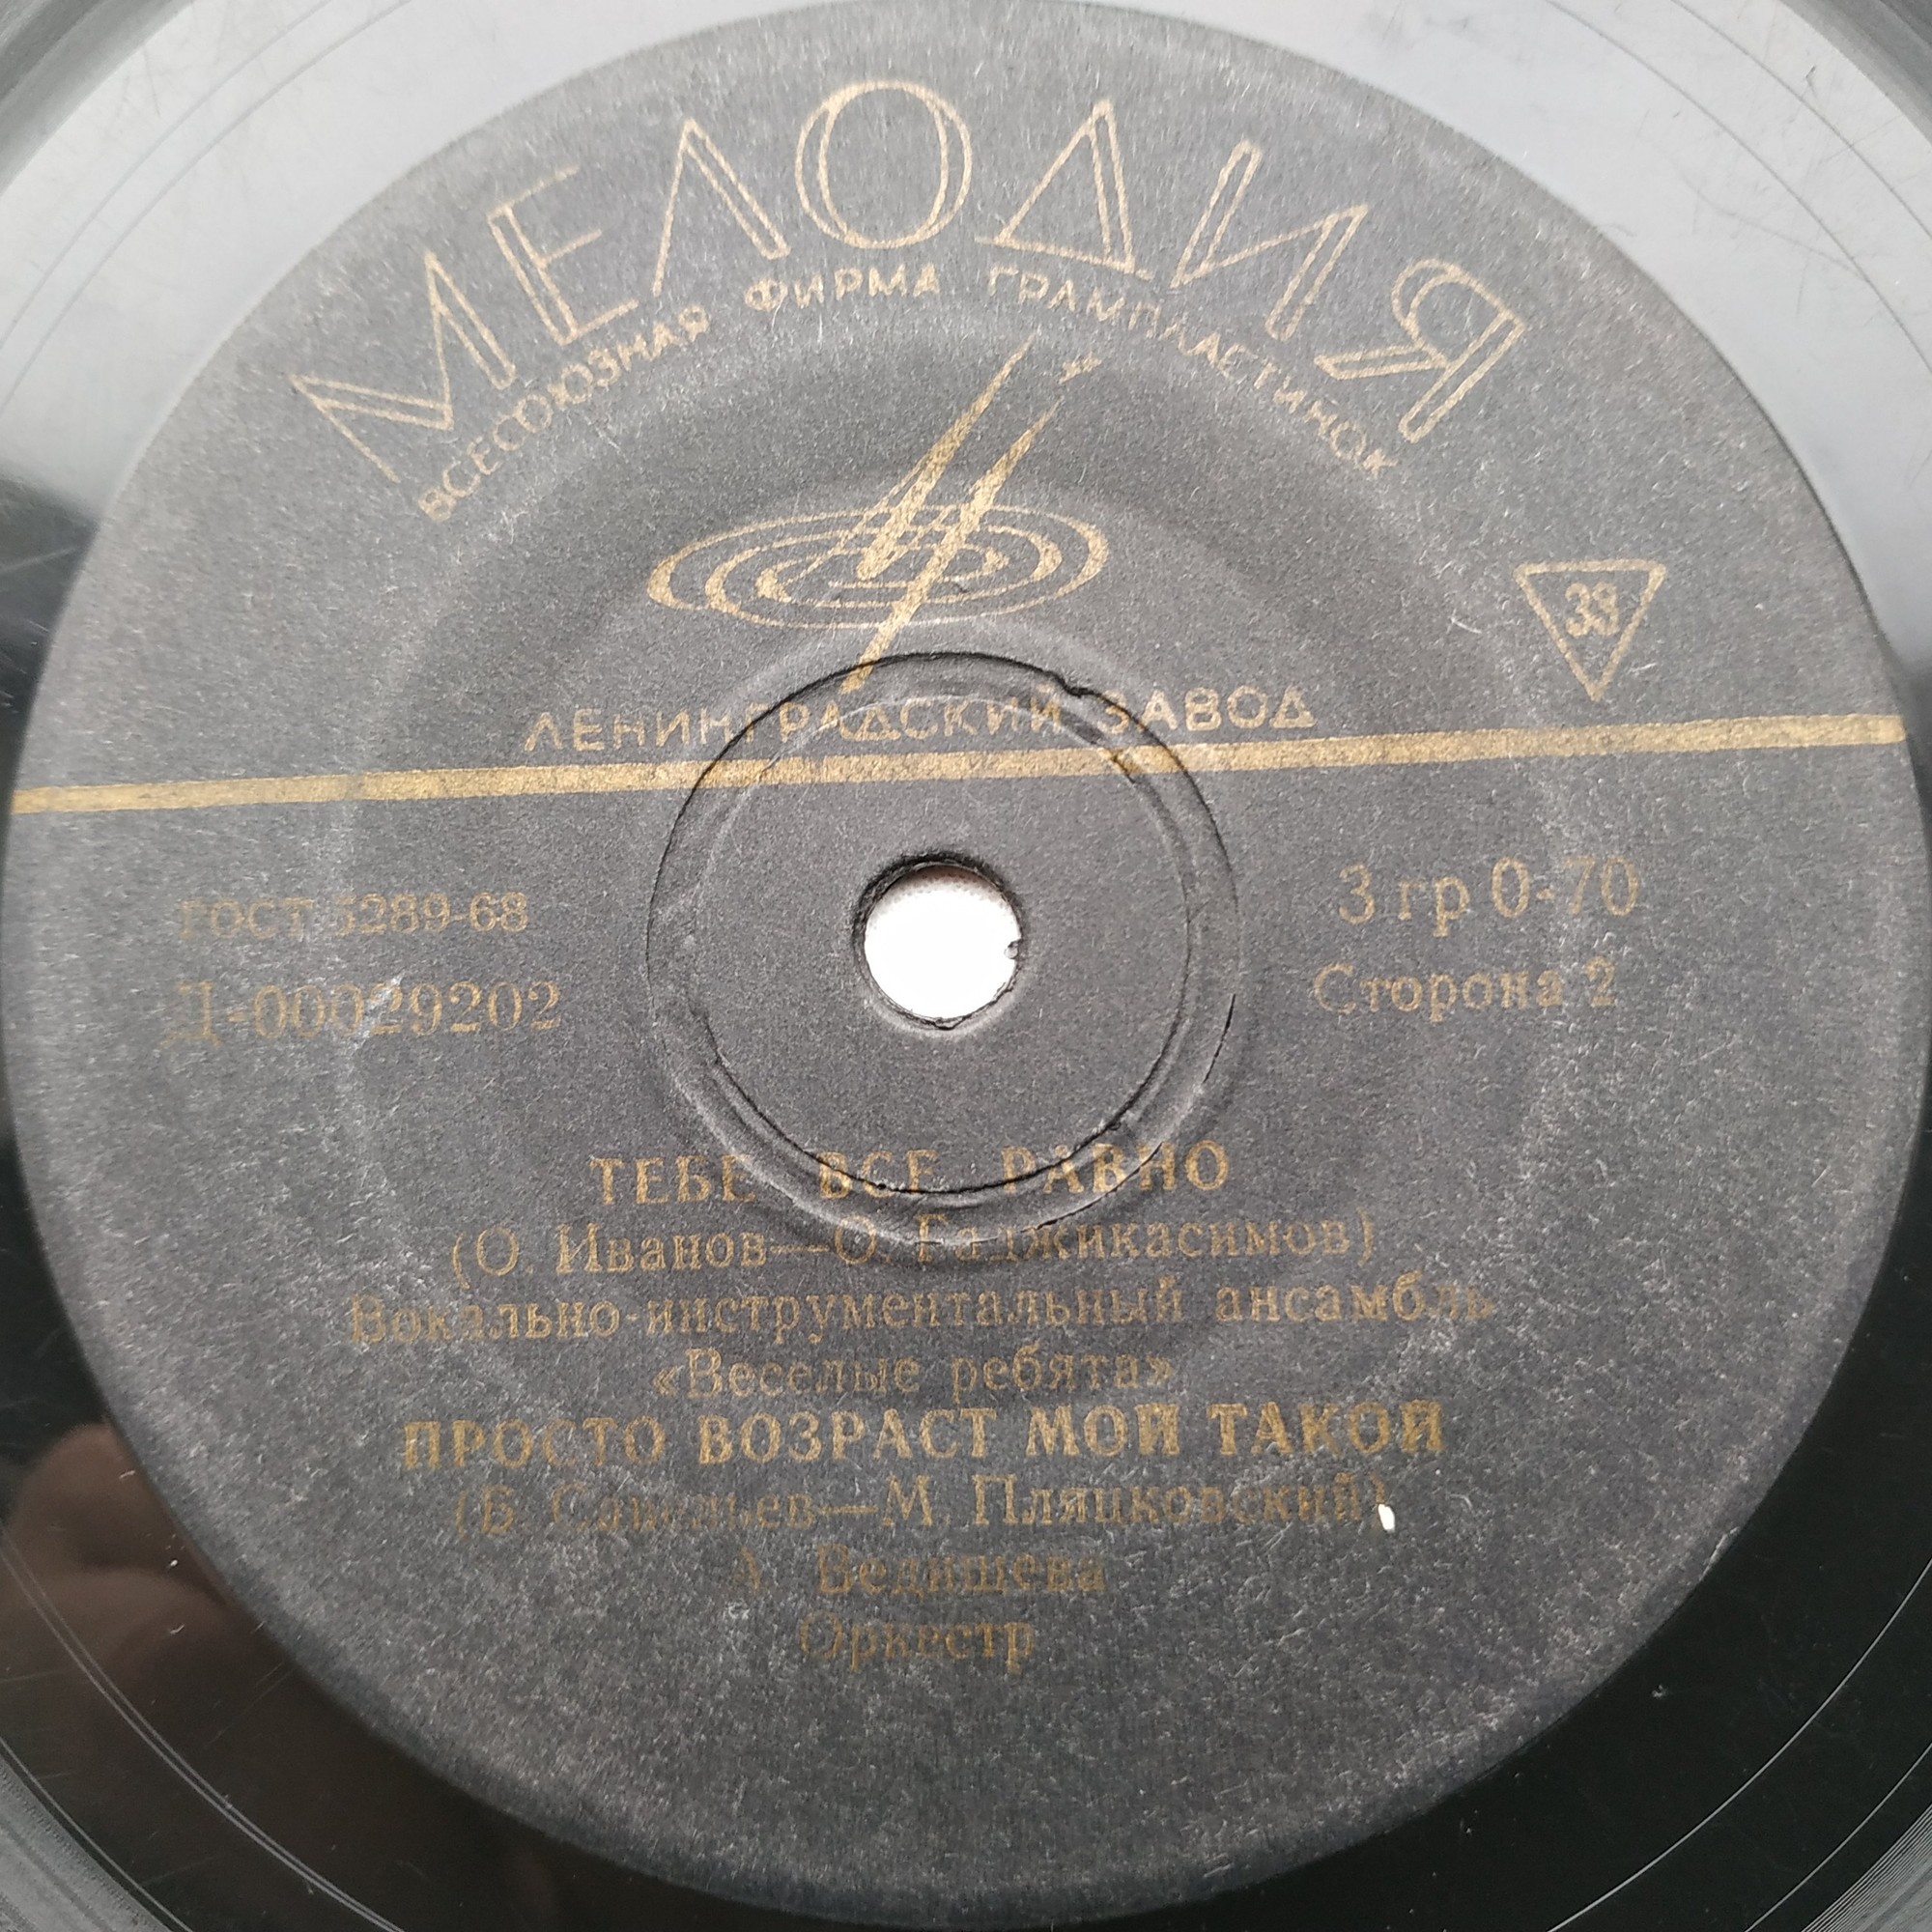 МЕЛОДИЯ
ВСЕСОЮЗНАЯ ФИРМА ГРАМПЛАСТИНОК
33
ЛЕНИНГРАДСКИЙ ЗАВОД
ГОСТ 5289-68
3 гр 0-70
Д-00029202
Сторона 2
ТЕБЕ ВСЕ РАВНО
(О. Иванов—О. Гаджикасимов)
Вокально-инструментальный ансамбль
«Веселые ребята»
ПРОСТО ВОЗРАСТ МОЙ ТАКОЙ
(Б. Савельев—М. Пляцковский)
А Ведищева
Оркестр